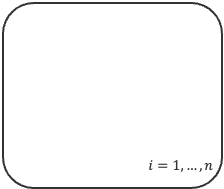 i = 1, ..., n